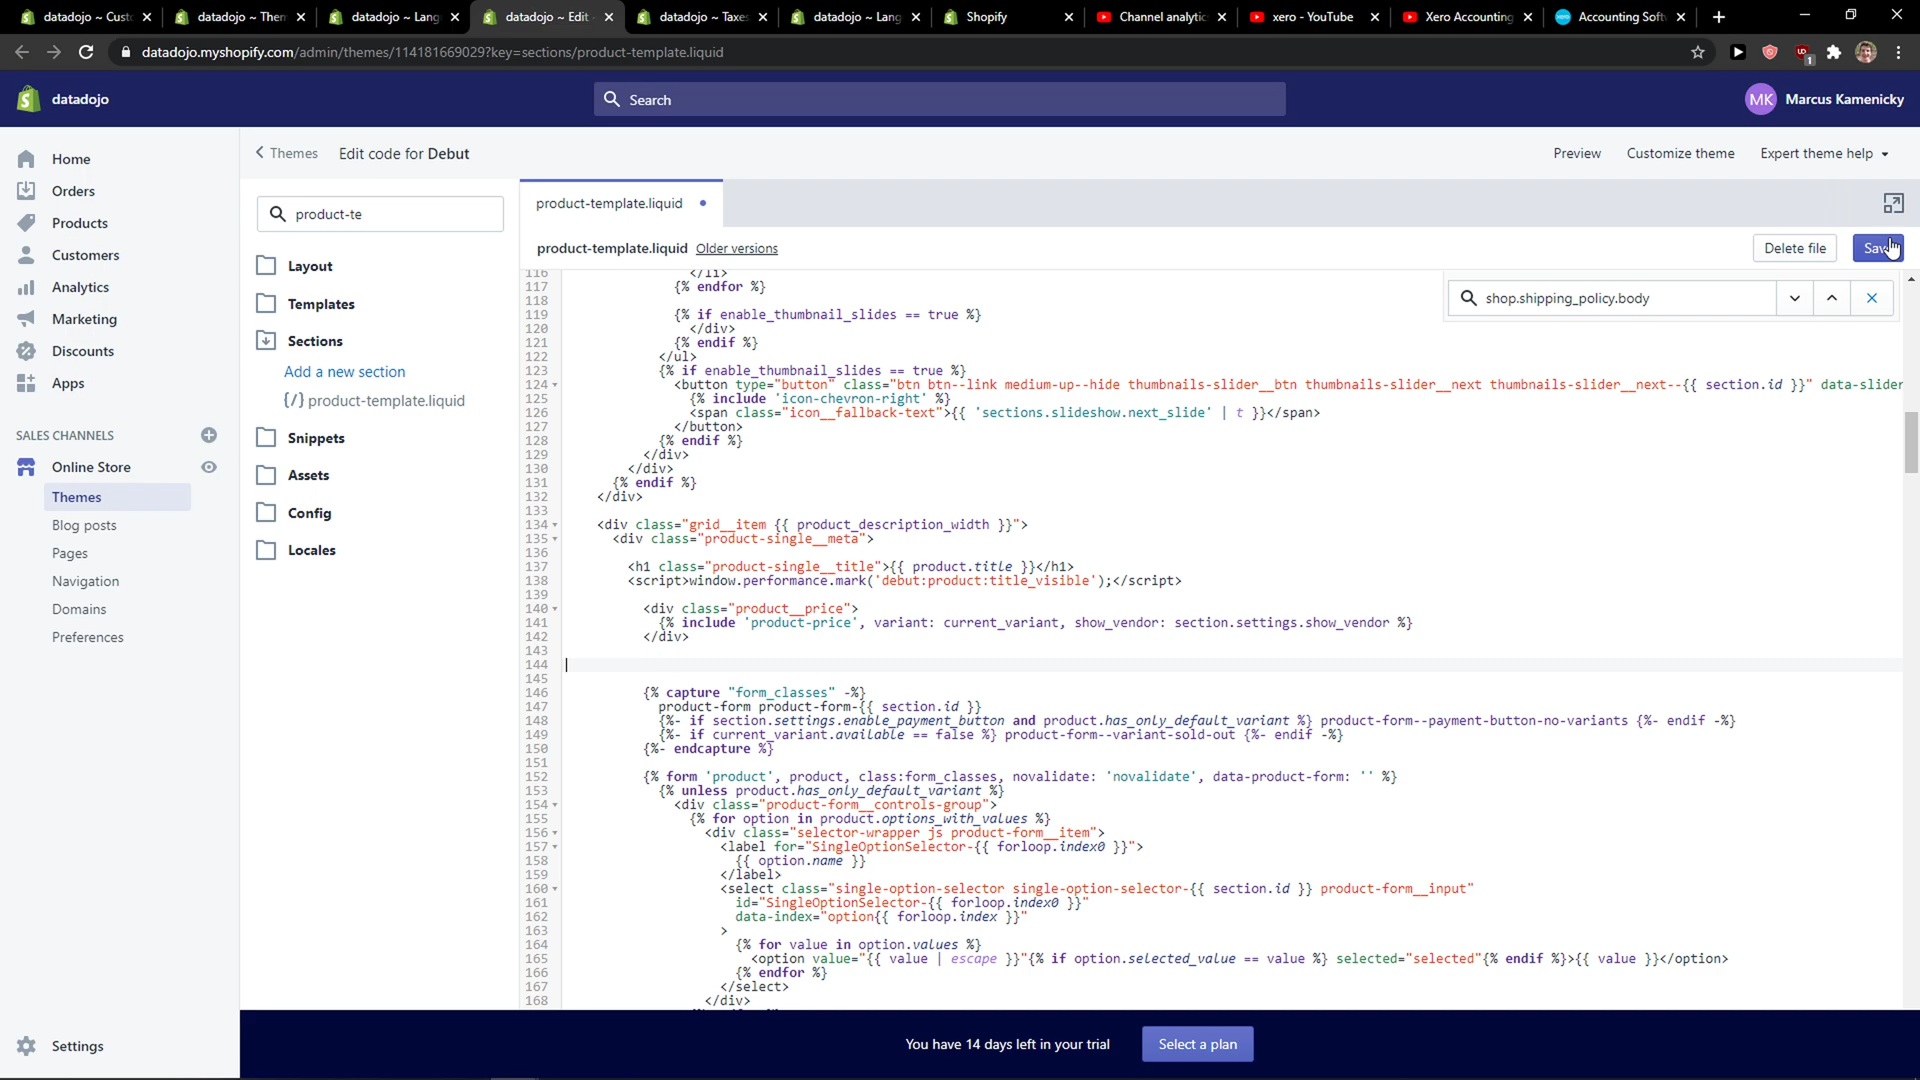 datadojo ~ Cust
datadojo ~ Then
datadojo ~ Lang
datadojo ~ Edit
datadojo ~ Taxes
datadojo ~ Lang
Shopify
Channel analytic
xero - YouTube
Xero Accounting
Accounting Soft
datadojo.myshopify.com/admin/themes/114181669029?key=sections/product-template.liquid
1
datadojo
Search
MK Marcus Kamenicky
Home
Orders
Products
Customers
Analytics
Marketing
Discounts
Apps
SALES CHANNELS
Online Store
Themes
Blog posts
Pages
Navigation
Domains
Preferences
Settings
Themes Edit code for Debut
Preview Customize theme Expert theme help
product-te
Layout
Templates
Sections
Add a new section
{/} product-template.liquid
Snippets
Assets
Config
Locales
product-template.liquid
product-template.liquid Older versions
Delete file Save
shop.shipping_policy.body
116 </li>
117 {% endfor %}
118
119 {% if enable_thumbnail_slides == true %}
120 </div>
121 {% endif %}
122 </ul>
123 {% if enable_thumbnail_slides == true %}
124 <button type="button" class="btn btn--link medium-up--hide thumbnails-slider__btn thumbnails-slider__next thumbnails-slider__next--{{ section.id }}" data-slider
125 {% include 'icon-chevron-right' %}
126 <span class="icon__fallback-text">{{ 'sections.slideshow.next_slide' | t }}</span>
127 </button>
128 {% endif %}
129 </div>
130 </div>
131 {% endif %}
132 </div>
133
134 <div class="grid__item {{ product_description_width }}">
135 <div class="product-single__meta">
136
137 <h1 class="product-single__title">{{ product.title }}</h1>
138 <script>window.performance.mark('debut:product:title_visible');</script>
139
140 <div class="product__price">
141 {% include 'product-price', variant: current_variant, show_vendor: section.settings.show_vendor %}
142 </div>
143
144
145
146 {% capture "form_classes" -%}
147 product-form product-form-{{ section.id }}
148 {%- if section.settings.enable_payment_button and product.has_only_default_variant %} product-form--payment-button-no-variants {%- endif -%}
149 {%- if current_variant.available == false %} product-form--variant-sold-out {%- endif -%}
150 {%- endcapture %}
151
152 {% form 'product', product, class:form_classes, novalidate: 'novalidate', data-product-form: '' %}
153 {% unless product.has_only_default_variant %}
154 <div class="product-form__controls-group">
155 {% for option in product.options_with_values %}
156 <div class="selector-wrapper js product-form__item">
157 <label for="SingleOptionSelector-{{ forloop.index0 }}">
158 {{ option.name }}
159 </label>
160 <select class="single-option-selector single-option-selector-{{ section.id }} product-form__input"
161 id="SingleOptionSelector-{{ forloop.index0 }}"
162 data-index="option{{ forloop.index }}"
163 >
164 {% for value in option.values %}
165 <option value="{{ value | escape }}"{% if option.selected_value == value %} selected="selected"{% endif %}>{{ value }}</option>
166 {% endfor %}
167 </select>
168 </div>
You have 14 days left in your trial Select a plan